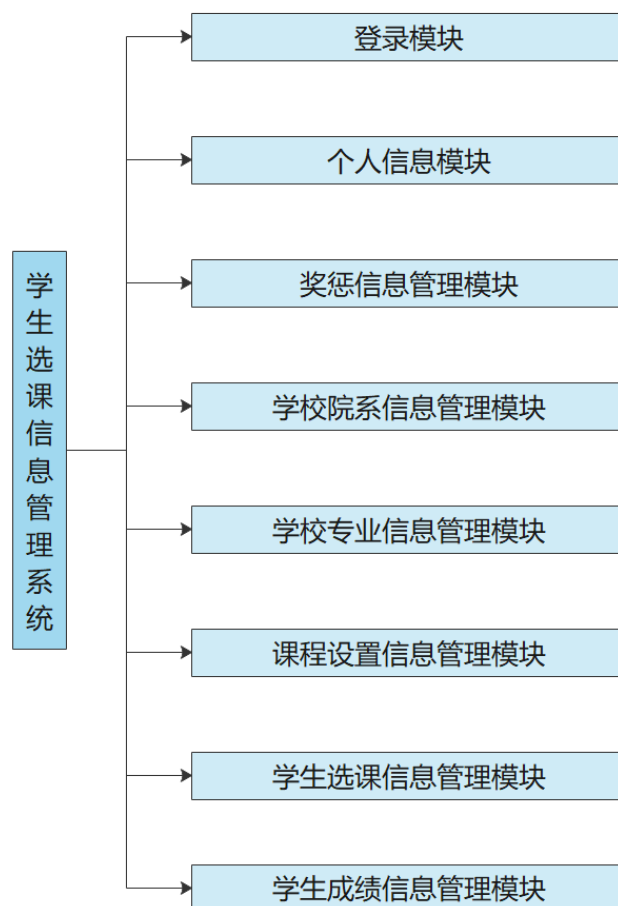 学生选课信息管理系统
登录模块
个人信息模块
奖惩信息管理模块
学校院系信息管理模块
学校专业信息管理模块
课程设置信息管理模块
学生选课信息管理模块
学生成绩信息管理模块